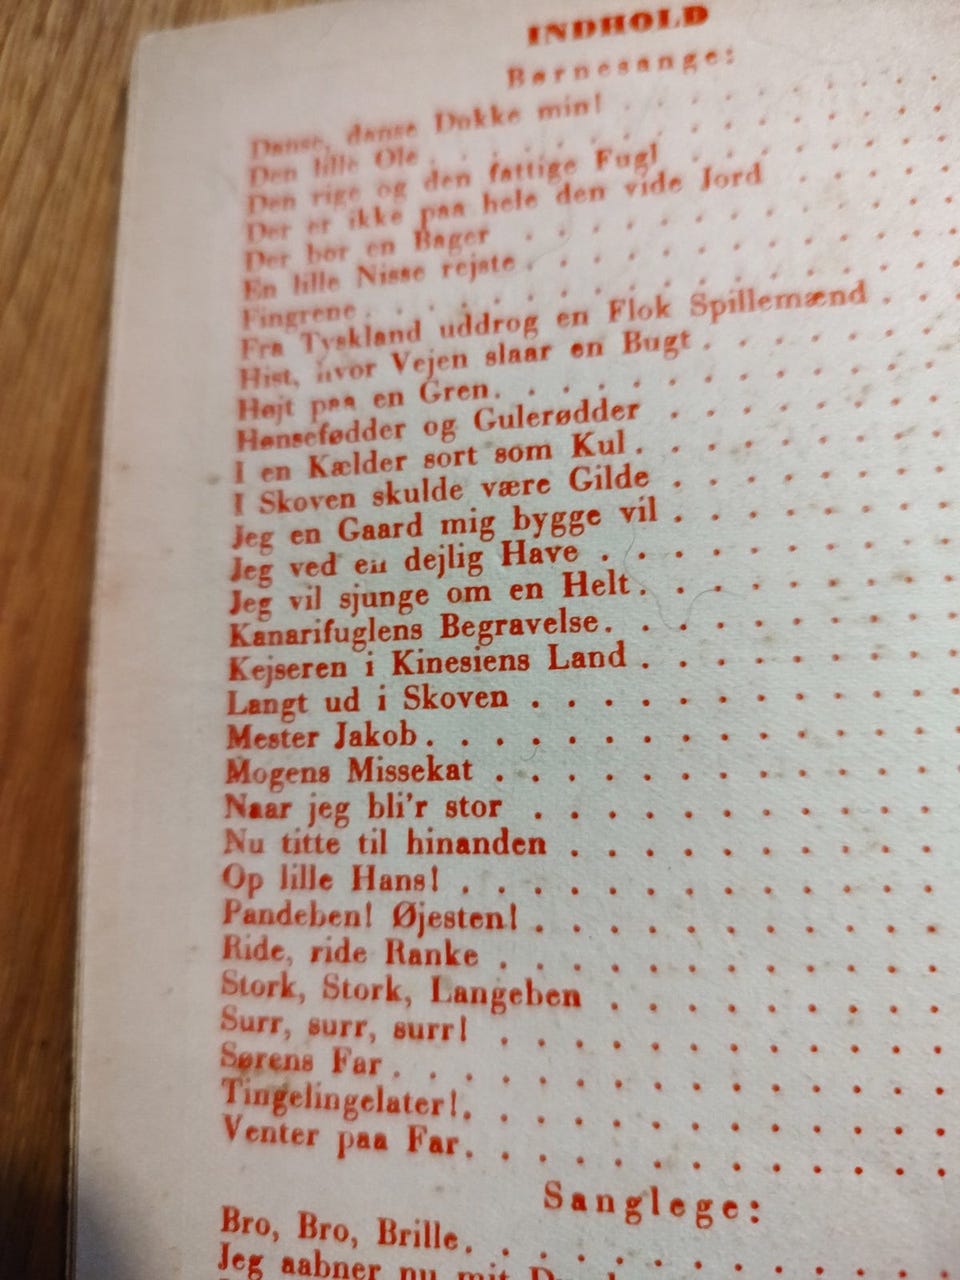 INDHOLD
Børnesange:
Danse, danse Dukke min!
Den lille Ole
Den rige og den fattige Fugl
Der er ikke paa hele den vide Jord
Der bor en Bager
En lille Nisse rejste
Fingrene
Fra Tyskland uddrog en Flok Spillemænd
Hist, hvor Vejen slaar en Bugt
Højt paa en Gren
Hønsefødder og Gulerødder
I en Kælder sort som Kul
I Skoven skulde være Gilde
Jeg en Gaard mig bygge vil
Jeg ved en dejlig Have
Jeg vil sjunge om en Helt
Kanarifuglens Begravelse
Kejseren i Kinesiens Land
Langt ud i Skoven
Mester Jakob
Mogens Missekat
Naar jeg bli'r stor
Nu titte til hinanden
Op lille Hans!
Pandeben! Øjesten!
Ride, ride Ranke
Stork, Stork, Langeben
Surr, surr, surr!
Sørens Far
Tingelingelater!
Venter paa Far
Sanglege:
Bro, Bro, Brille
Jeg aabner nu mit